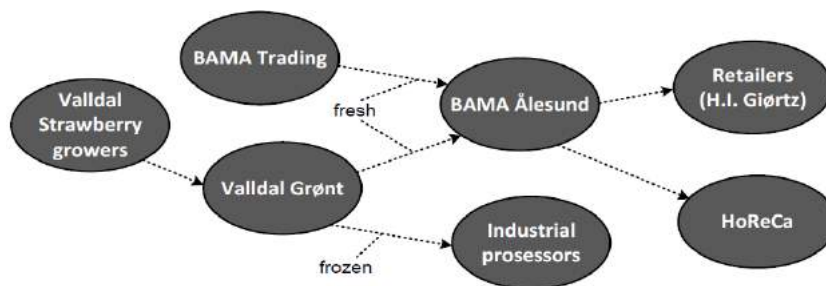 BAMA Trading
Valldal
Strawberry
growers
fresh
BAMA Ålesund
Retailers
(H.I. Giørtz)
Valldal Grønt
frozen
Industrial
prosessors
HoReCa